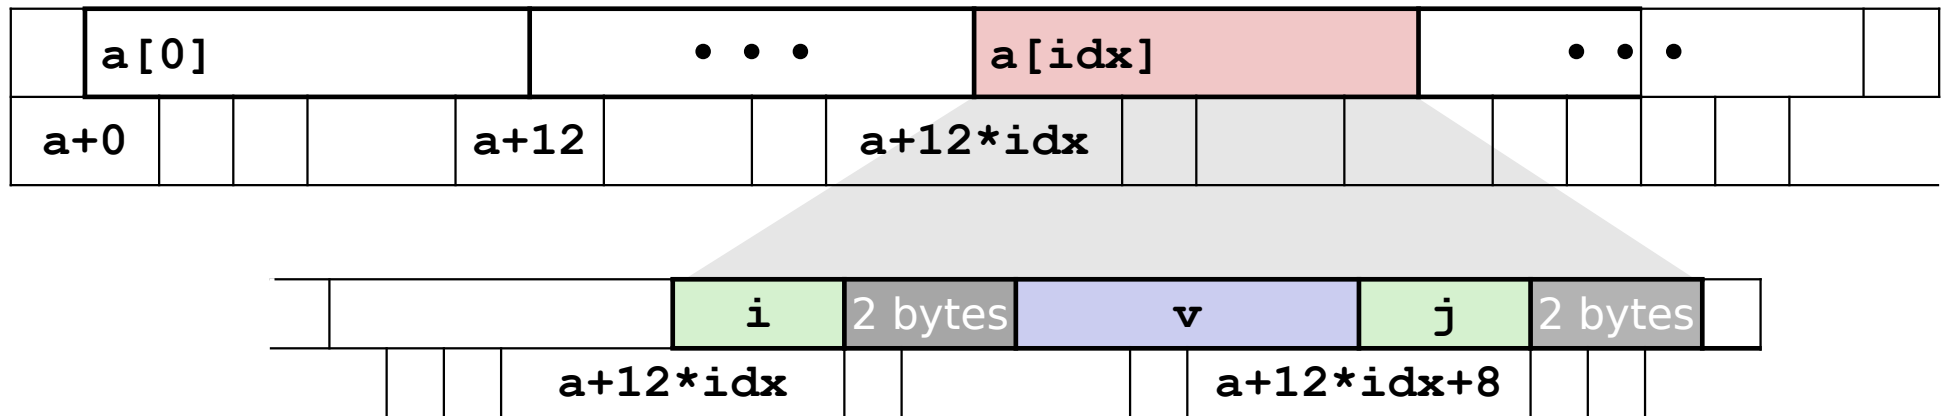 a[0] • • • a[idx] • • •
a+0 a+12 a+12*idx
i 2 bytes v j 2 bytes
a+12*idx a+12*idx+8